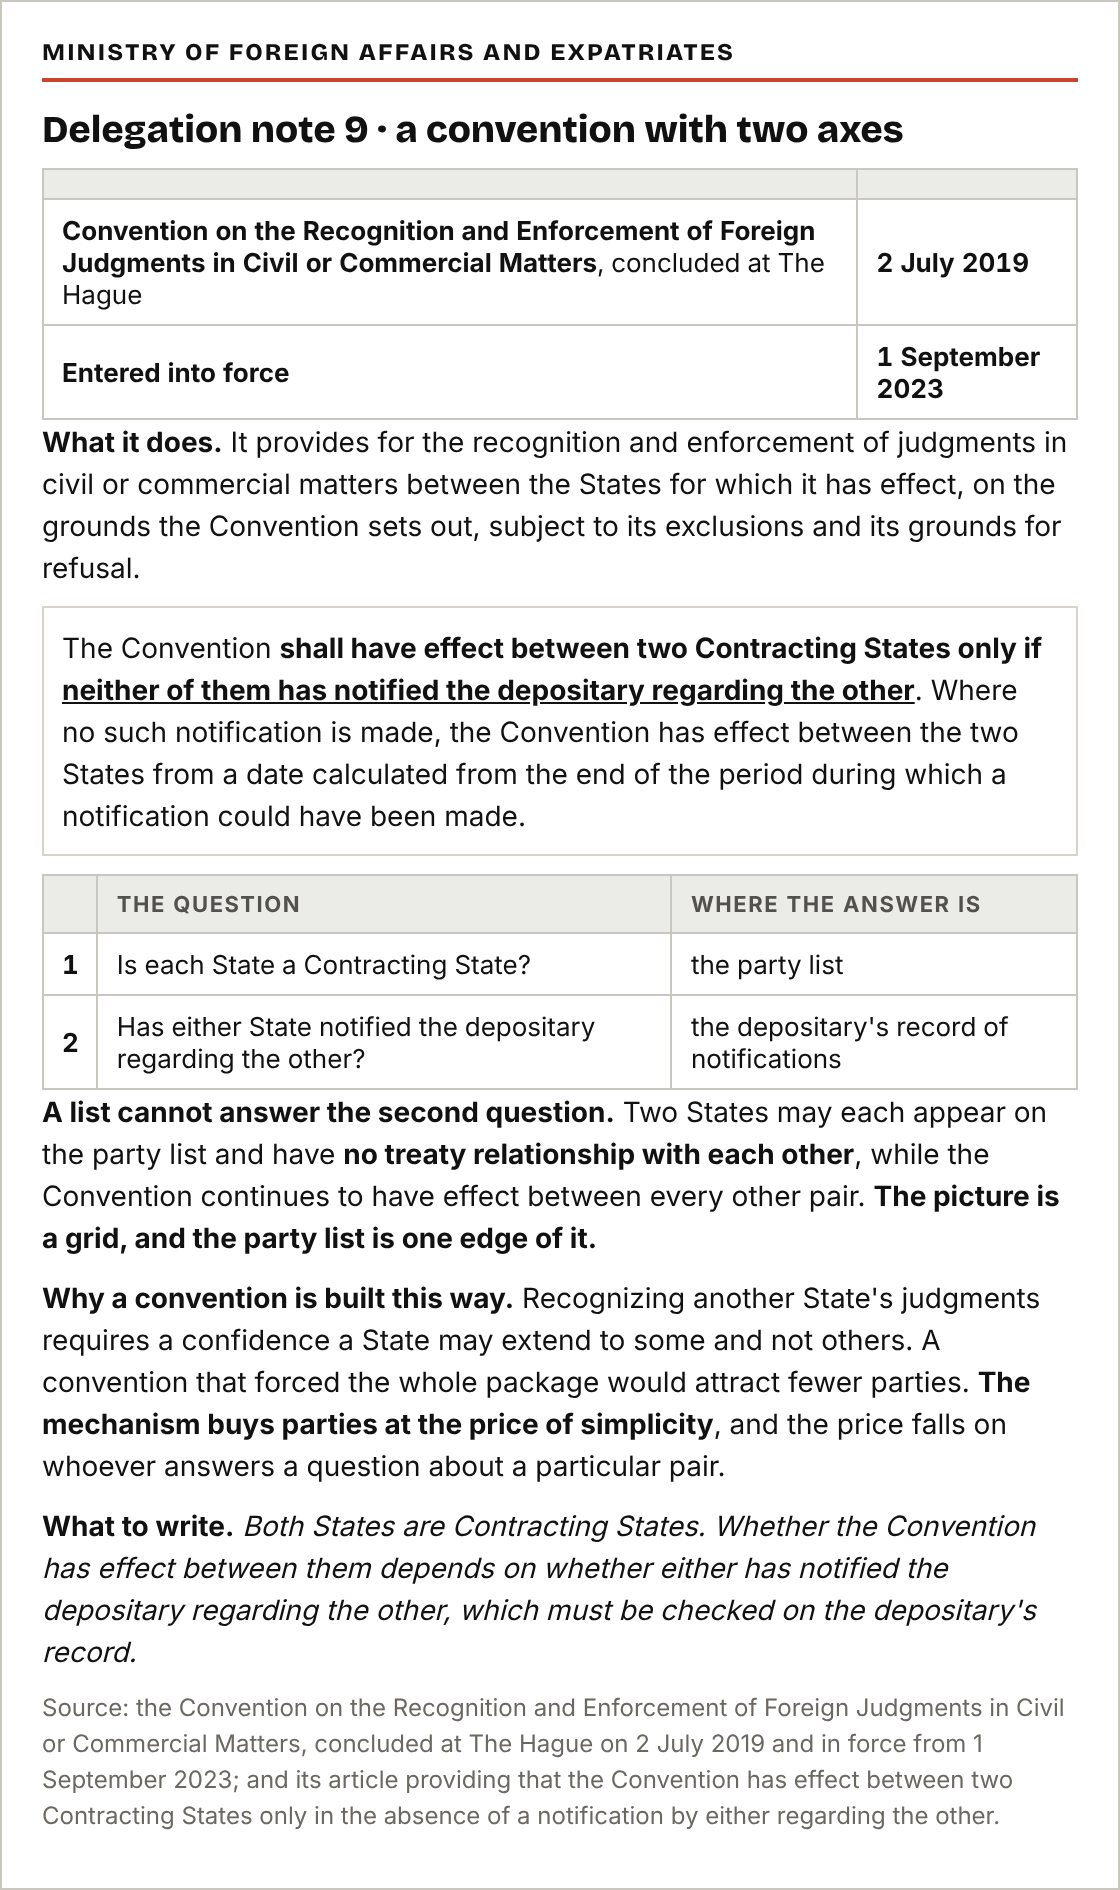 MINISTRY OF FOREIGN AFFAIRS AND EXPATRIATES
Delegation note 9 · a convention with two axes
Convention on the Recognition and Enforcement of Foreign
Judgments in Civil or Commercial Matters, concluded at The
Hague
2 July 2019
Entered into force
1 September
2023
What it does. It provides for the recognition and enforcement of judgments in
civil or commercial matters between the States for which it has effect, on the
grounds the Convention sets out, subject to its exclusions and its grounds for
refusal.
The Convention shall have effect between two Contracting States only if
neither of them has notified the depositary regarding the other. Where
no such notification is made, the Convention has effect between the two
States from a date calculated from the end of the period during which a
notification could have been made.
THE QUESTION
WHERE THE ANSWER IS
1
Is each State a Contracting State?
the party list
2
Has either State notified the depositary
regarding the other?
the depositary's record of
notifications
A list cannot answer the second question. Two States may each appear on
the party list and have no treaty relationship with each other, while the
Convention continues to have effect between every other pair. The picture is
a grid, and the party list is one edge of it.
Why a convention is built this way. Recognizing another State's judgments
requires a confidence a State may extend to some and not others. A
convention that forced the whole package would attract fewer parties. The
mechanism buys parties at the price of simplicity, and the price falls on
whoever answers a question about a particular pair.
What to write. Both States are Contracting States. Whether the Convention
has effect between them depends on whether either has notified the
depositary regarding the other, which must be checked on the depositary's
record.
Source: the Convention on the Recognition and Enforcement of Foreign Judgments in Civil
or Commercial Matters, concluded at The Hague on 2 July 2019 and in force from 1
September 2023; and its article providing that the Convention has effect between two
Contracting States only in the absence of a notification by either regarding the other.